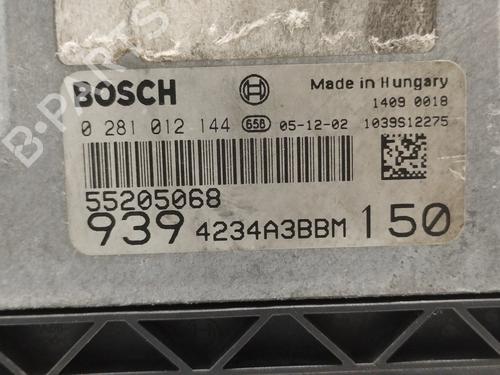 B-PARTS
BOSCH
Made in Hungary
1409 0018
0 281 012 144 656 05-12-02 1039S12275
55205068
939 4234A3BBM 150